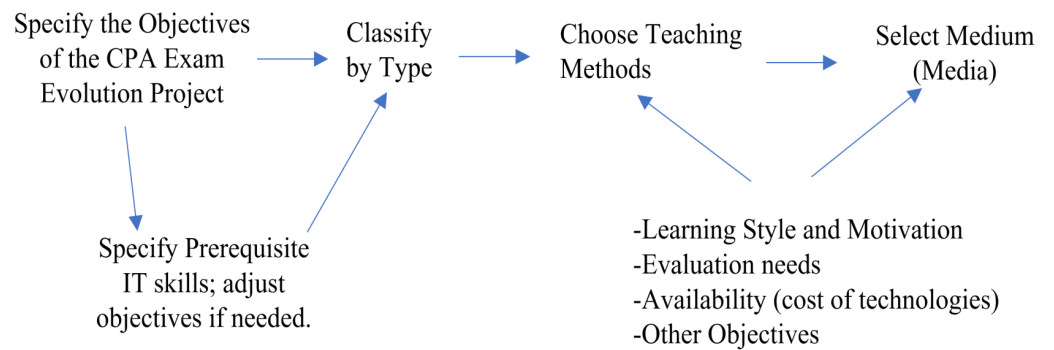 Specify the Objectives
of the CPA Exam
Evolution Project
Classify
by Type
Choose Teaching
Methods
Select Medium
(Media)
Specify Prerequisite
IT skills; adjust
objectives if needed.
-Learning Style and Motivation
-Evaluation needs
-Availability (cost of technologies)
-Other Objectives